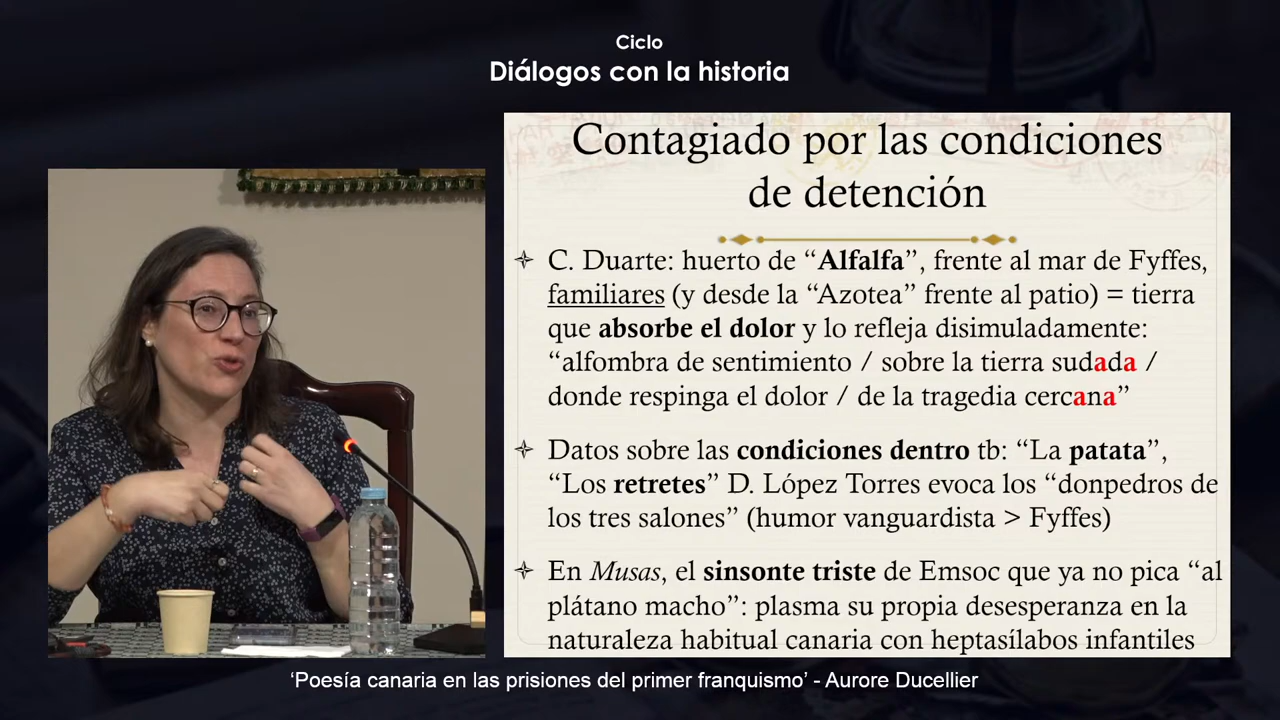 Ciclo
Diálogos con la historia
Contagiado por las condiciones
de detención
C. Duarte: huerto de “Alfalfa”, frente al mar de Fyffes,
familiares (y desde la “Azotea” frente al patio) = tierra
que absorbe el dolor y lo refleja disimuladamente:
“alfombra de sentimiento / sobre la tierra sudada /
donde respinga el dolor / de la tragedia cercana”
Datos sobre las condiciones dentro tb: “La patata”,
“Los retretes” D. López Torres evoca los “donpedros de
los tres salones” (humor vanguardista > Fyffes)
En Musas, el sinsonte triste de Emsoc que ya no pica “al
plátano macho”: plasma su propia desesperanza en la
naturaleza habitual canaria con heptasílabos infantiles
‘Poesía canaria en las prisiones del primer franquismo’ - Aurore Ducellier